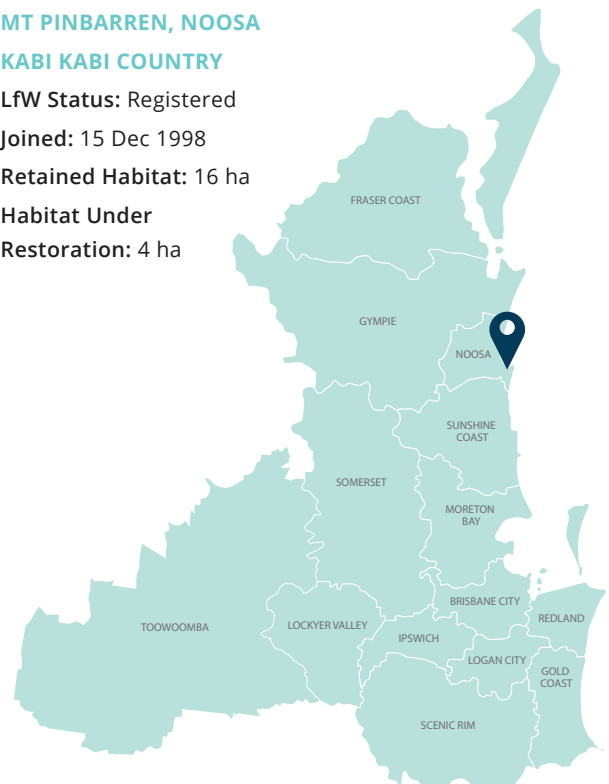 MT PINBARREN, NOOSA
KABI KABI COUNTRY
LfW Status: Registered
Joined: 15 Dec 1998
Retained Habitat: 16 ha
Habitat Under
Restoration: 4 ha
FRASER COAST
GYMPIE
NOOSA
SUNSHINE
COAST
SOMERSET
MORETON
BAY
BRISBANE CITY
REDLAND
TOOWOOMBA
LOCKYER VALLEY
IPSWICH
LOGAN CITY
GOLD
COAST
SCENIC RIM